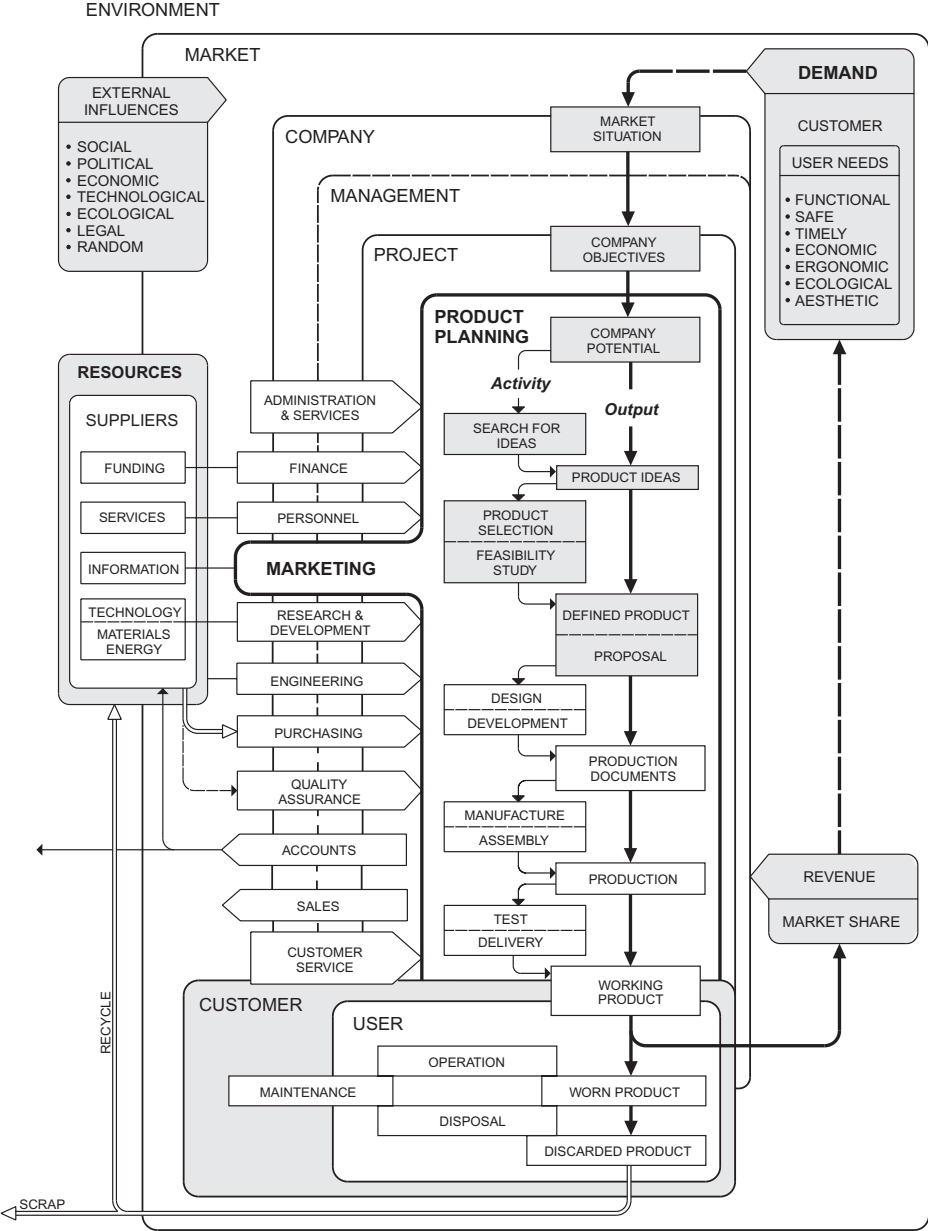 ENVIRONMENT
MARKET
EXTERNAL
INFLUENCES
• SOCIAL
• POLITICAL
• ECONOMIC
• TECHNOLOGICAL
• ECOLOGICAL
• LEGAL
• RANDOM
DEMAND
CUSTOMER
USER NEEDS
• FUNCTIONAL
• SAFE
• TIMELY
• ECONOMIC
• ERGONOMIC
• ECOLOGICAL
• AESTHETIC
COMPANY
MARKET
SITUATION
MANAGEMENT
PROJECT
COMPANY
OBJECTIVES
PRODUCT
PLANNING
COMPANY
POTENTIAL
Activity
Output
SEARCH FOR
IDEAS
PRODUCT IDEAS
PRODUCT
SELECTION
FEASIBILITY
STUDY
DEFINED PRODUCT
PROPOSAL
DESIGN
DEVELOPMENT
PRODUCTION
DOCUMENTS
MANUFACTURE
ASSEMBLY
PRODUCTION
TEST
DELIVERY
WORKING
PRODUCT
RESOURCES
SUPPLIERS
FUNDING
SERVICES
INFORMATION
TECHNOLOGY
MATERIALS
ENERGY
ADMINISTRATION
& SERVICES
FINANCE
PERSONNEL
MARKETING
RESEARCH &
DEVELOPMENT
ENGINEERING
PURCHASING
QUALITY
ASSURANCE
ACCOUNTS
SALES
CUSTOMER
SERVICE
REVENUE
MARKET SHARE
CUSTOMER
USER
OPERATION
MAINTENANCE
WORN PRODUCT
DISPOSAL
DISCARDED PRODUCT
RECYCLE
SCRAP